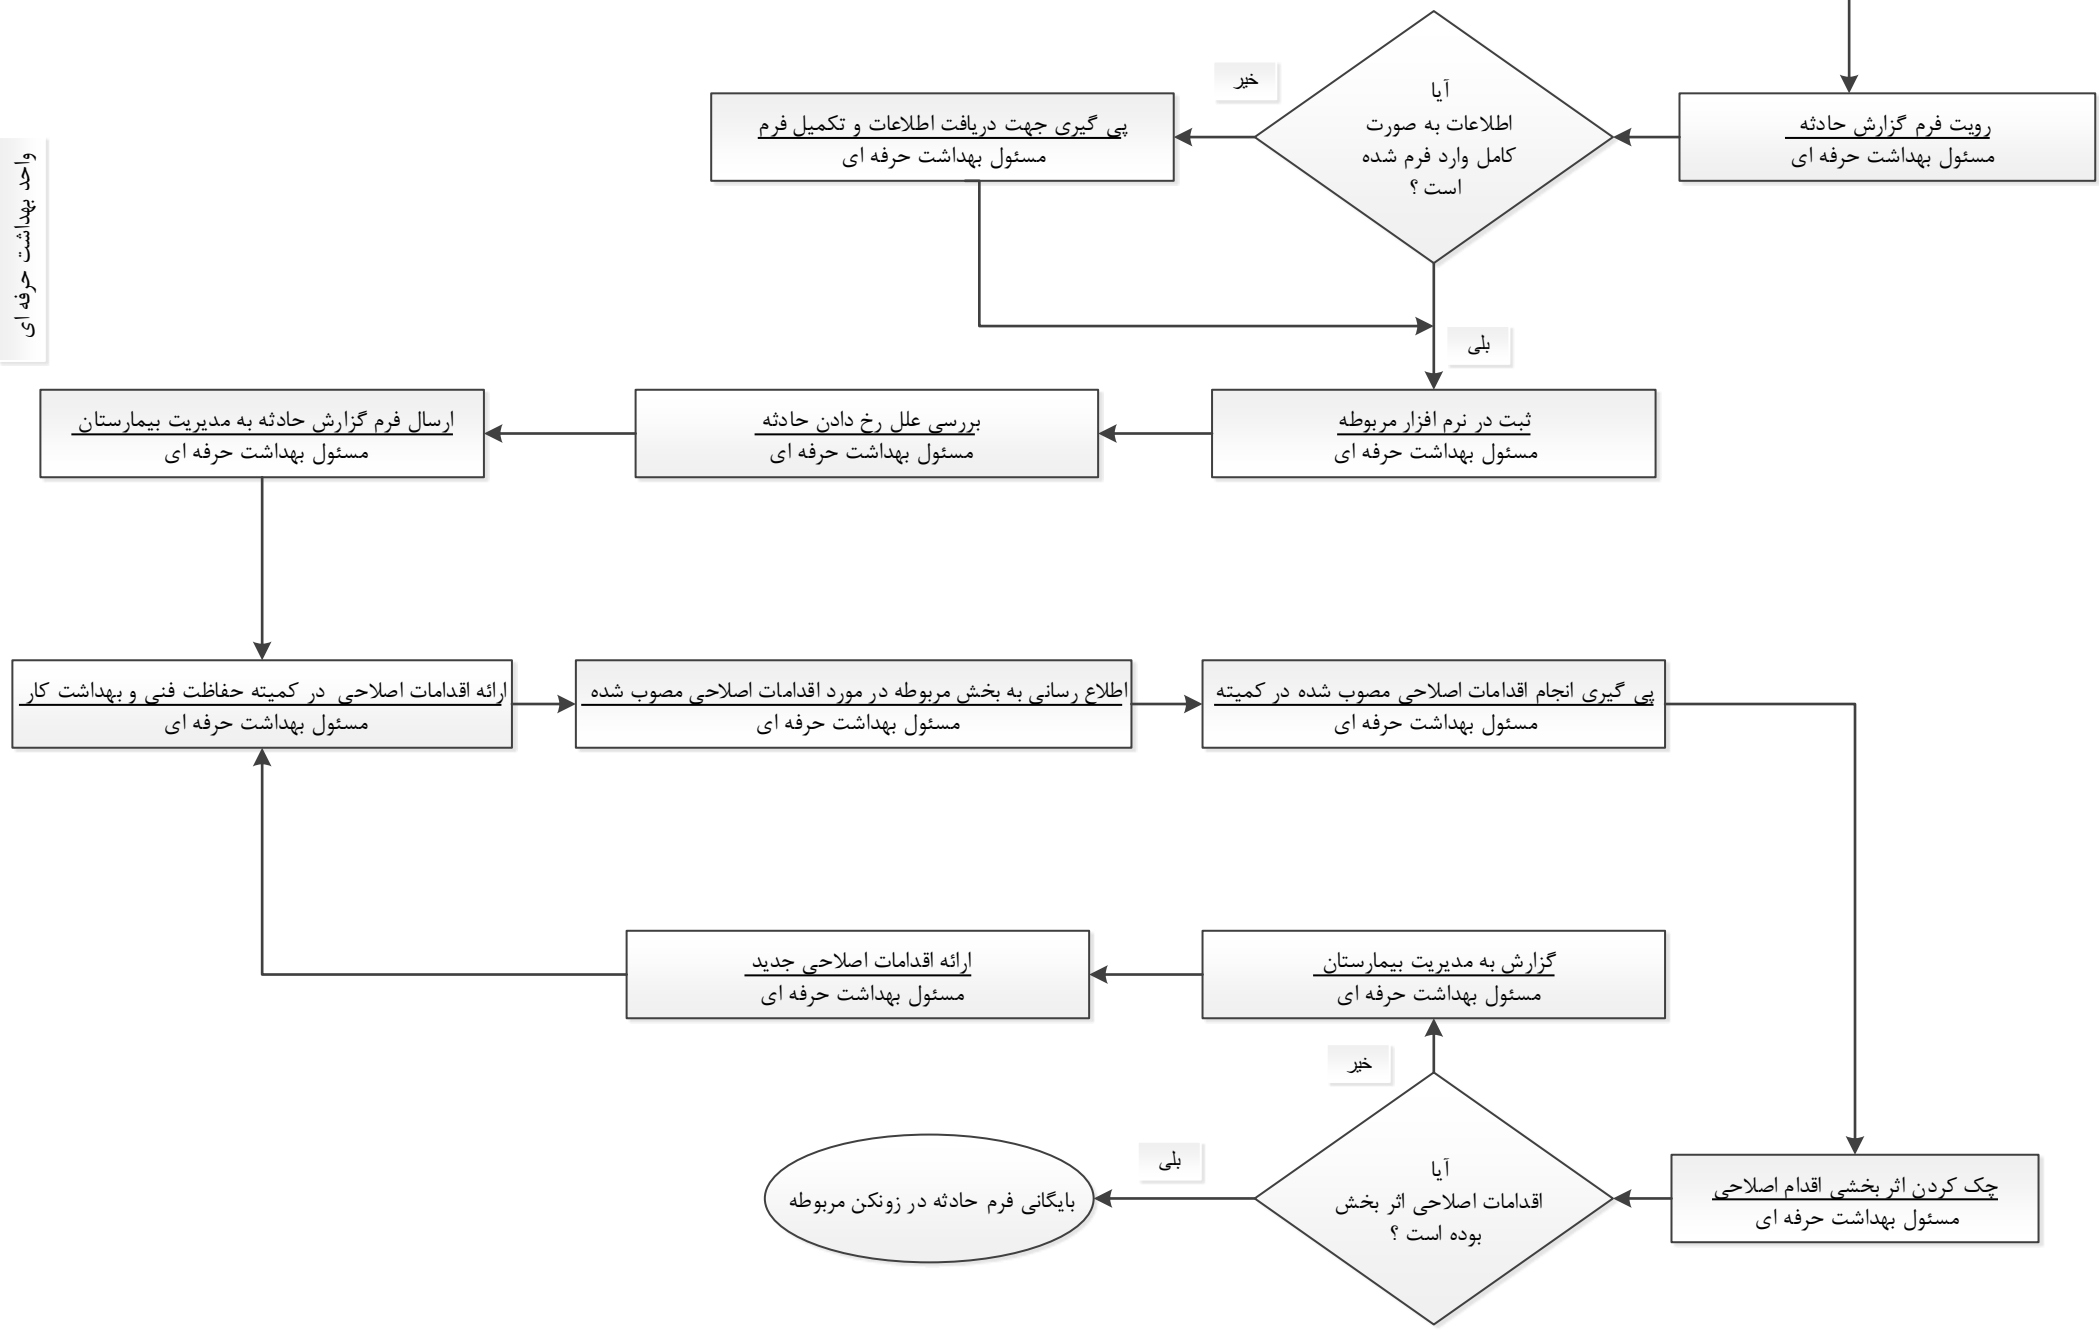 واحد بهداشت حرفه ای
رویت فرم گزارش حادثه
مسئول بهداشت حرفه ای
آیا
اطلاعات به صورت
کامل وارد فرم شده
است ؟
خیر
پی گیری جهت دریافت اطلاعات و تکمیل فرم
مسئول بهداشت حرفه ای
بلی
ثبت در نرم افزار مربوطه
مسئول بهداشت حرفه ای
بررسی علل رخ دادن حادثه
مسئول بهداشت حرفه ای
ارسال فرم گزارش حادثه به مدیریت بیمارستان
مسئول بهداشت حرفه ای
ارائه اقدامات اصلاحی در کمیته حفاظت فنی و بهداشت کار
مسئول بهداشت حرفه ای
اطلاع رسانی به بخش مربوطه در مورد اقدامات اصلاحی مصوب شده
مسئول بهداشت حرفه ای
پی گیری انجام اقدامات اصلاحی مصوب شده در کمیته
مسئول بهداشت حرفه ای
چک کردن اثر بخشی اقدام اصلاحی
مسئول بهداشت حرفه ای
آیا
اقدامات اصلاحی اثر بخش
بوده است ؟
خیر
گزارش به مدیریت بیمارستان
مسئول بهداشت حرفه ای
ارائه اقدامات اصلاحی جدید
مسئول بهداشت حرفه ای
بلی
بایگانی فرم حادثه در زونکن مربوطه